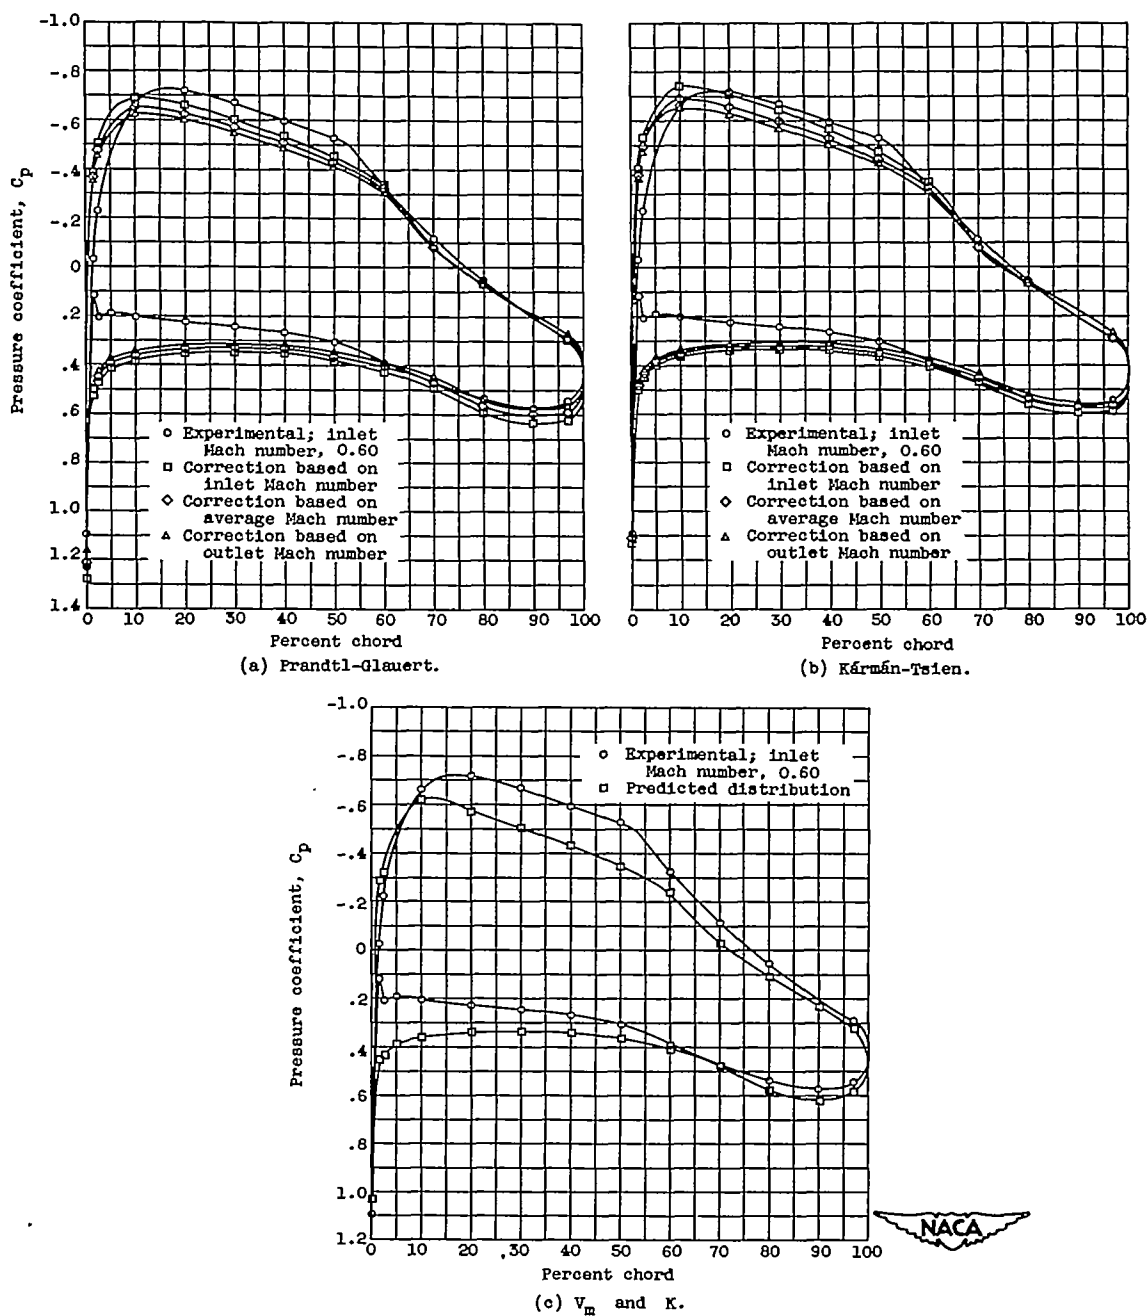 -1.0
-.8
-.6
-.4
-.2
0
.2
.4
.6
.8
1.0
1.2
1.4
Pressure coefficient, Cp
Experimental; inlet
Mach number, 0.60
Correction based on
inlet Mach number
Correction based on
average Mach number
Correction based on
outlet Mach number
0 10 20 30 40 50 60 70 80 90 100
Percent chord
(a) Prandtl-Glauert.
Experimental; inlet
Mach number, 0.60
Correction based on
inlet Mach number
Correction based on
average Mach number
Correction based on
outlet Mach number
0 10 20 30 40 50 60 70 80 90 100
Percent chord
(b) Kármán-Tsien.
-1.0
-.8
-.6
-.4
-.2
0
.2
.4
.6
.8
1.0
1.2
Pressure coefficient, Cp
Experimental; inlet
Mach number, 0.60
Predicted distribution
0 10 20 30 40 50 60 70 80 90 100
Percent chord
(c) Vm and K.
NACA